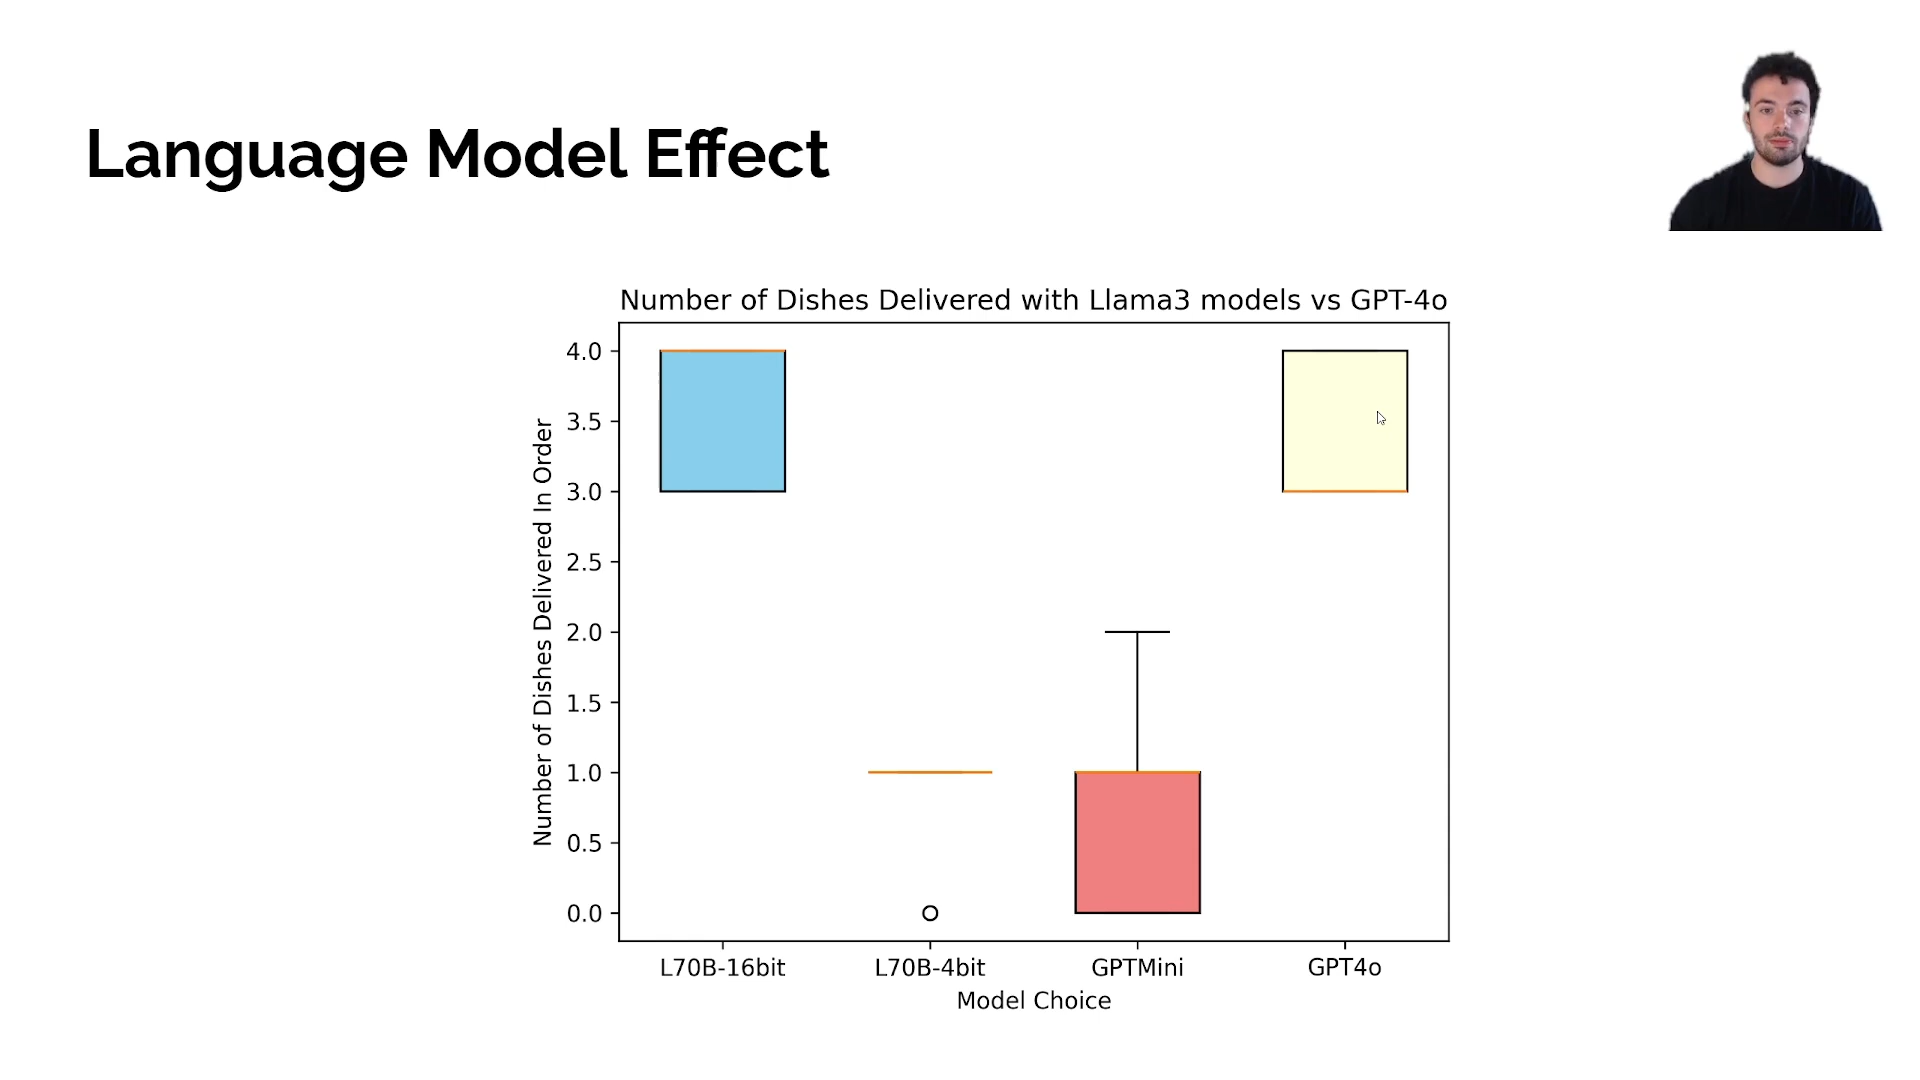 Language Model Effect
Number of Dishes Delivered with Llama3 models vs GPT-4o
Number of Dishes Delivered In Order
4.0
3.5
3.0
2.5
2.0
1.5
1.0
0.5
0.0
L70B-16bit L70B-4bit GPTMini GPT4o
Model Choice